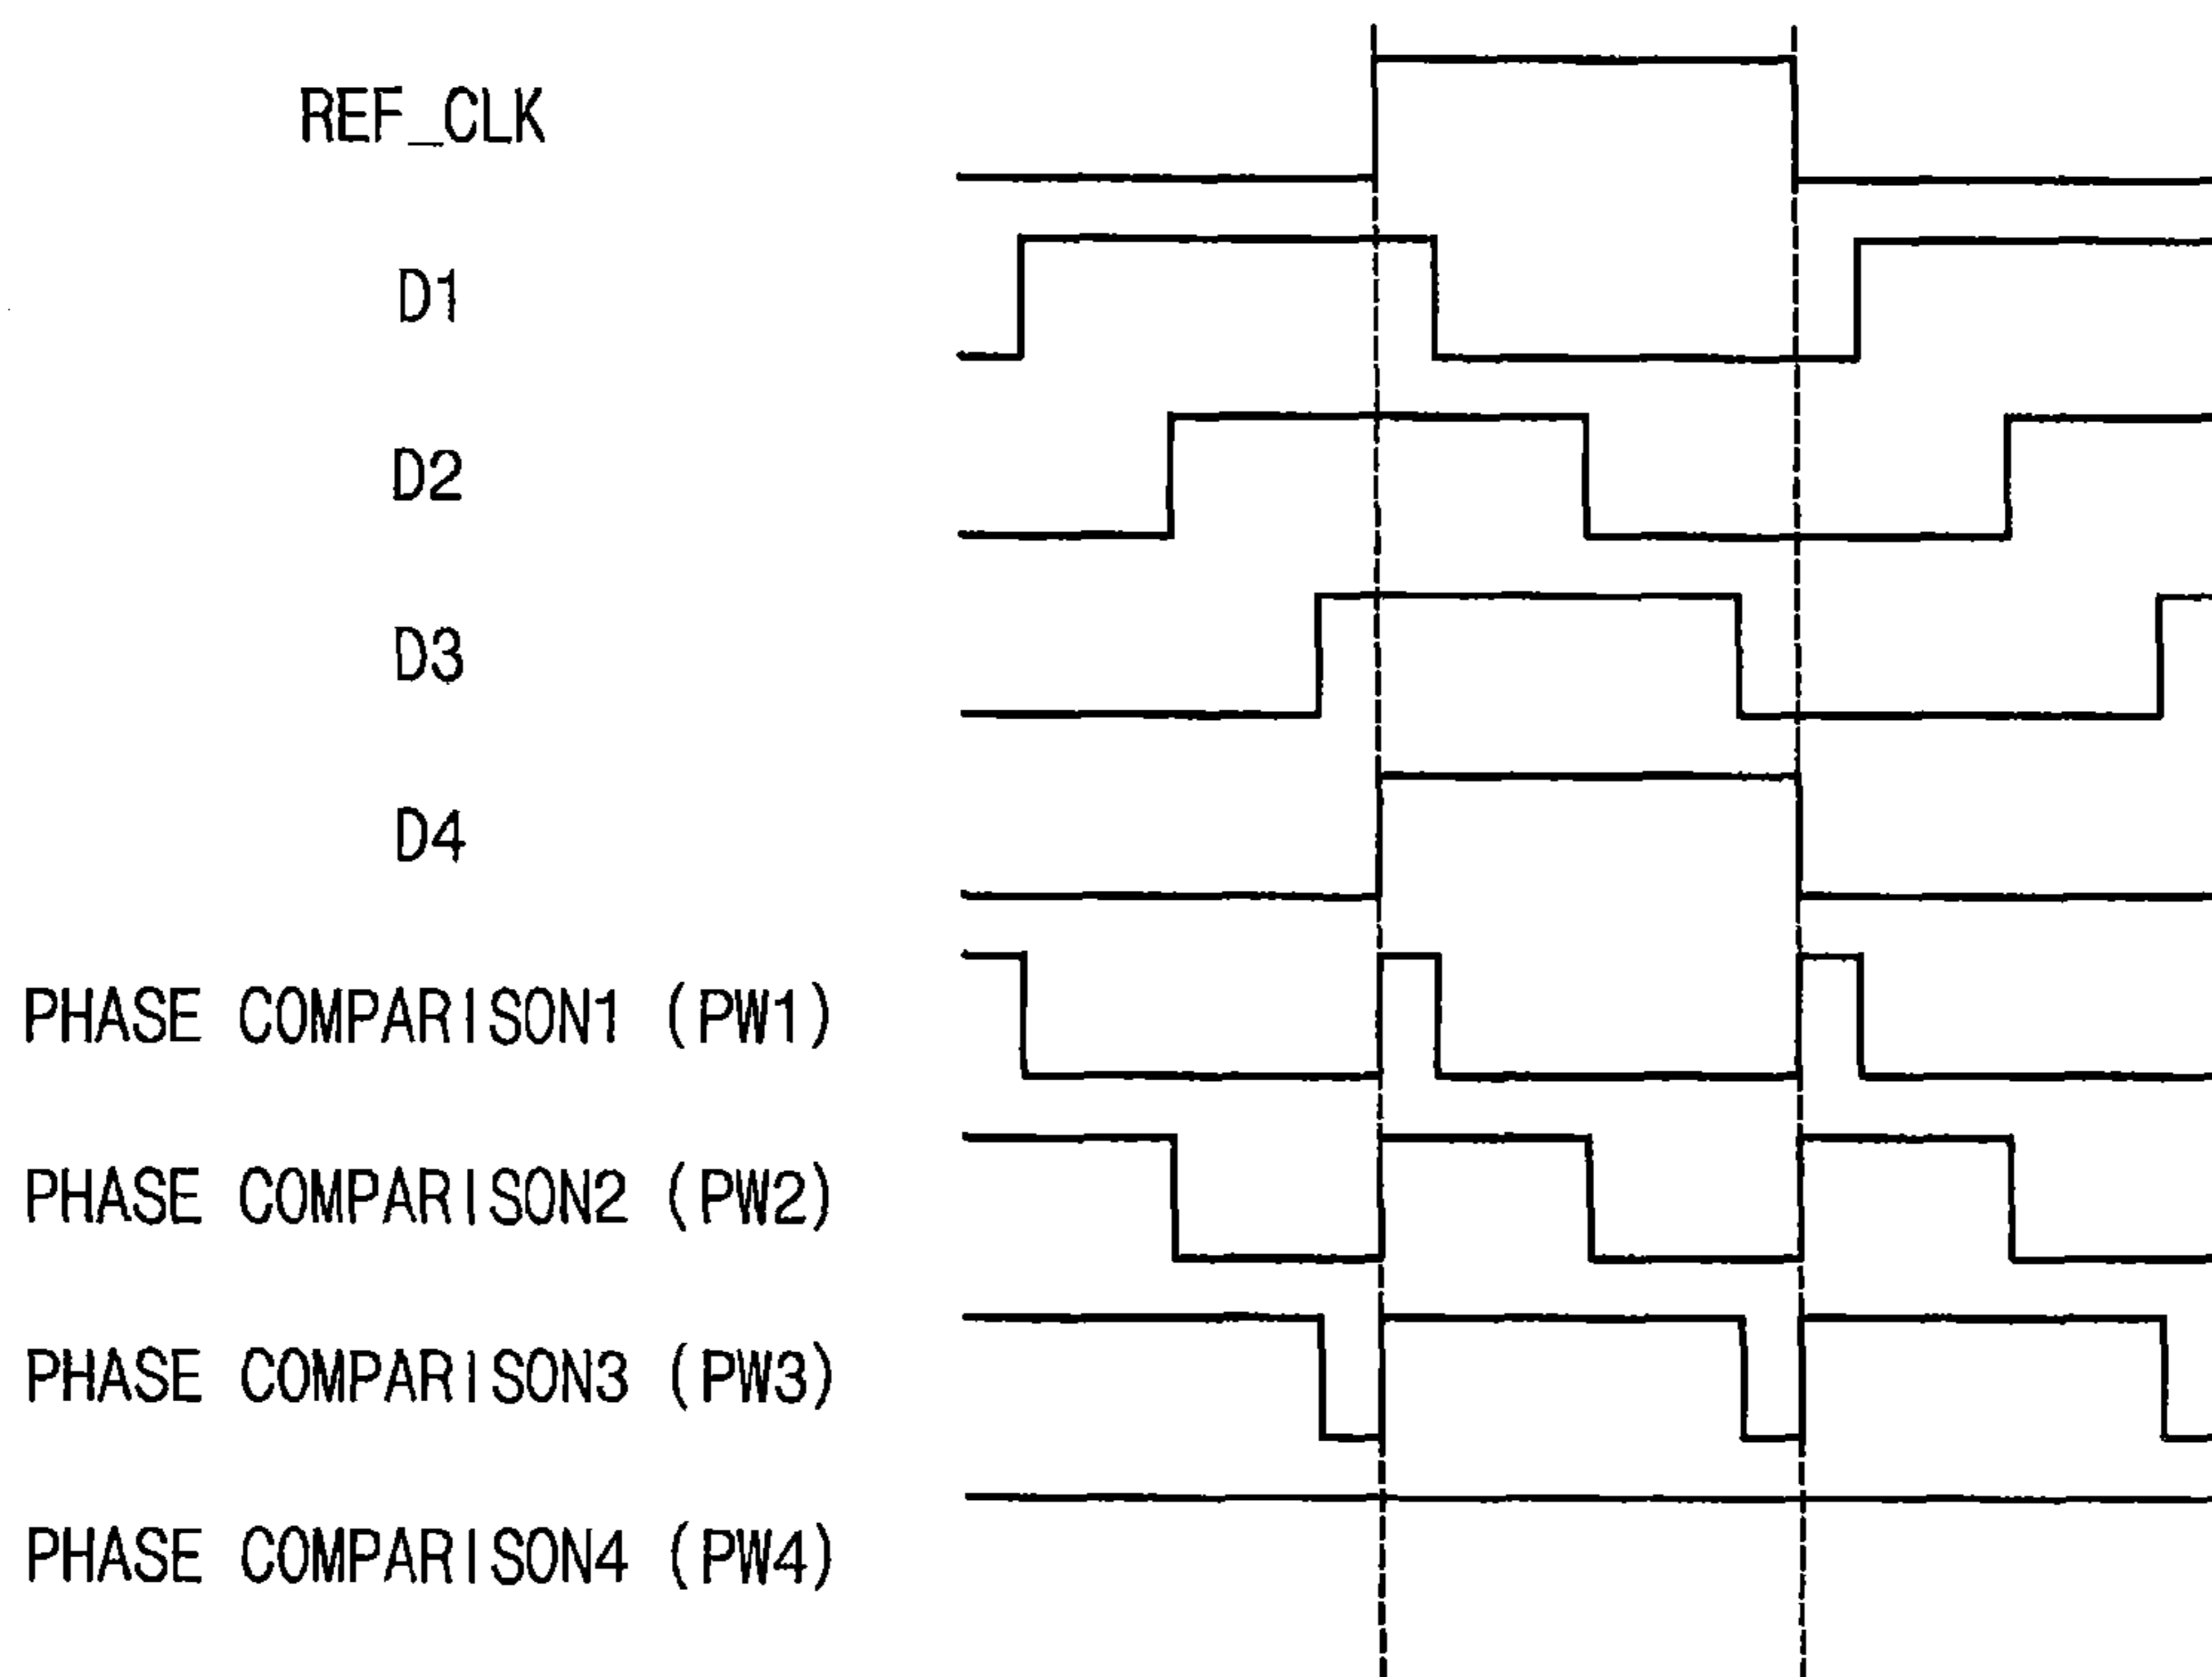 REF_CLK
D1
D2
D3
D4
PHASE COMPARISON1 (PW1)
PHASE COMPARISON2 (PW2)
PHASE COMPARISON3 (PW3)
PHASE COMPARISON4 (PW4)